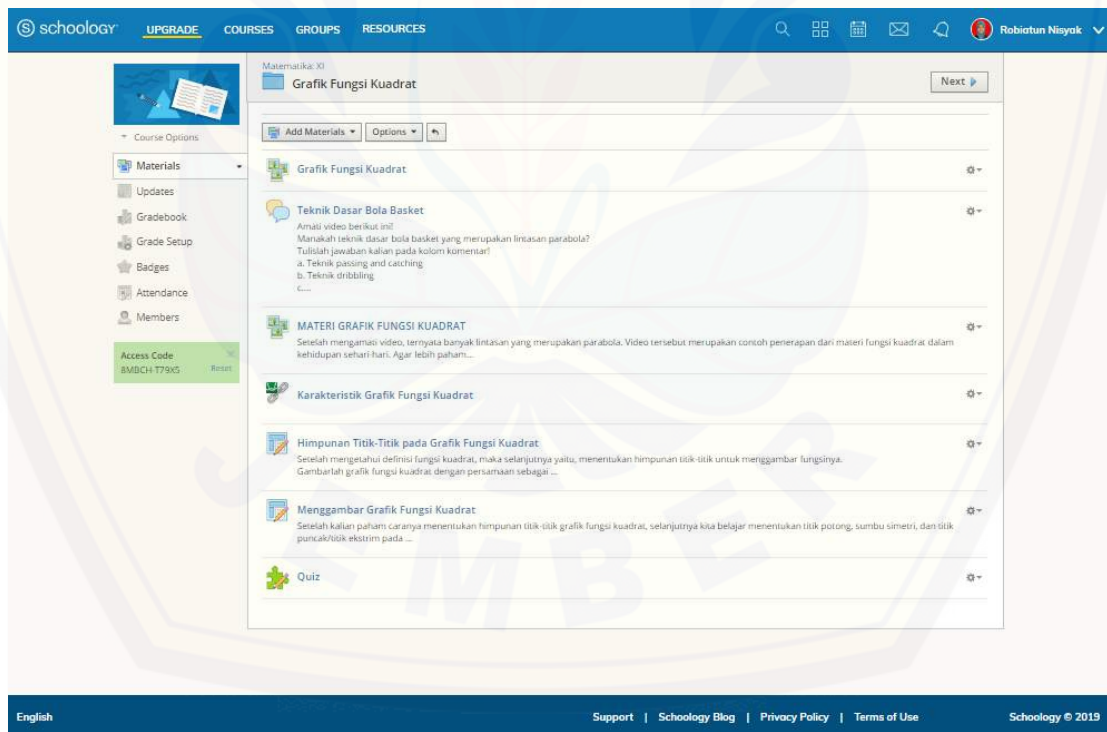 schoology UPGRADE COURSES GROUPS RESOURCES Robiatun Nisyak
Matematika: XI
Grafik Fungsi Kuadrat
Next
Course Options
Materials
Updates
Gradebook
Grade Setup
Badges
Attendance
Members
Access Code
8MBCH-T79X5 Reset
Add Materials Options
Grafik Fungsi Kuadrat
Teknik Dasar Bola Basket
Amati video berikut ini!
Manakah teknik dasar bola basket yang merupakan lintasan parabola?
Tulislah jawaban kalian pada kolom komentar!
a. Teknik passing and catching
b. Teknik dribbling
c....
MATERI GRAFIK FUNGSI KUADRAT
Setelah mengamati video, ternyata banyak lintasan yang merupakan parabola. Video tersebut merupakan contoh penerapan dari materi fungsi kuadrat dalam
kehidupan sehari-hari. Agar lebih paham...
Karakteristik Grafik Fungsi Kuadrat
Himpunan Titik-Titik pada Grafik Fungsi Kuadrat
Setelah mengetahui definisi fungsi kuadrat, maka selanjutnya yaitu, menentukan himpunan titik-titik untuk menggambar fungsinya.
Gambarlah grafik fungsi kuadrat dengan persamaan sebagai ...
Menggambar Grafik Fungsi Kuadrat
Setelah kalian paham caranya menentukan himpunan titik-titik grafik fungsi kuadrat, selanjutnya kita belajar menentukan titik potong, sumbu simetri, dan titik
puncak/titik ekstrim pada ...
Quiz
JEMBER
English Support | Schoology Blog | Privacy Policy | Terms of Use Schoology © 2019